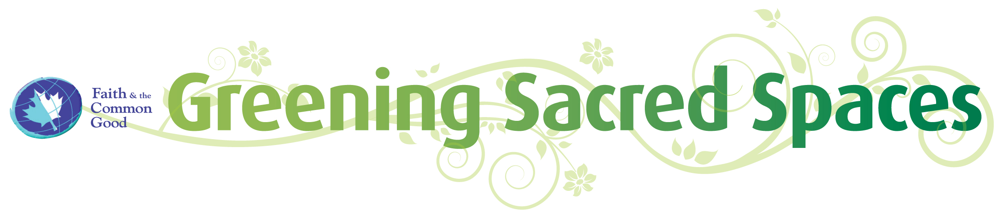 Faith & the
Common
Good
Greening Sacred Spaces